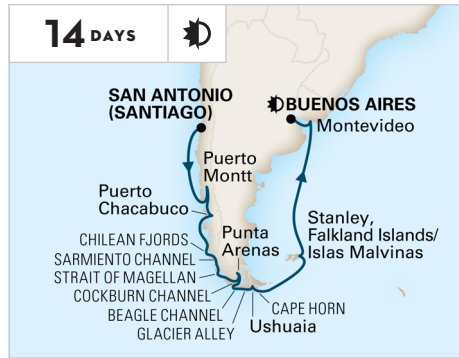 14 DAYS
SAN ANTONIO
(SANTIAGO)
BUENOS AIRES
Montevideo
Puerto
Montt
Puerto
Chacabuco
Stanley,
Falkland Islands/
Islas Malvinas
Punta
Arenas
CHILEAN FJORDS
SARMIENTO CHANNEL
STRAIT OF MAGELLAN
COCKBURN CHANNEL
BEAGLE CHANNEL
GLACIER ALLEY
CAPE HORN
Ushuaia